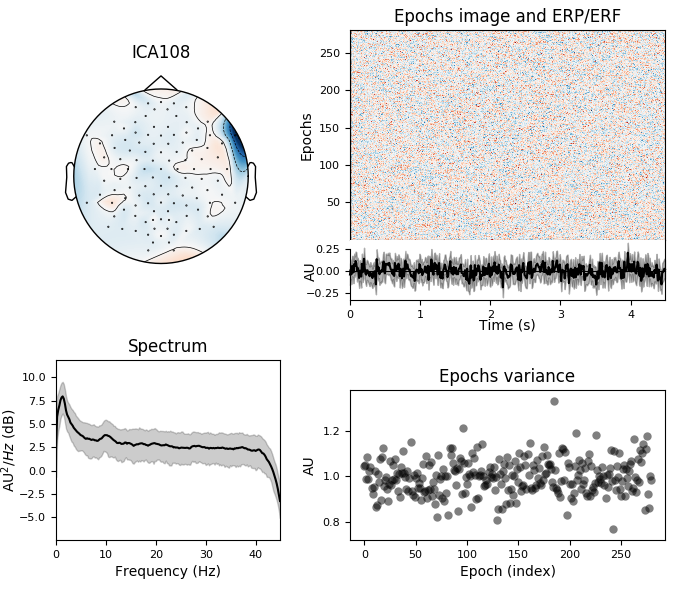 ICA108
Epochs image and ERP/ERF
Epochs
250
200
150
100
50
AU
0.25
0.00
−0.25
0 1 2 3 4
Time (s)
Spectrum
AU²/Hz (dB)
10.0
7.5
5.0
2.5
0.0
−2.5
−5.0
0 10 20 30 40
Frequency (Hz)
Epochs variance
AU
1.2
1.0
0.8
0 50 100 150 200 250
Epoch (index)